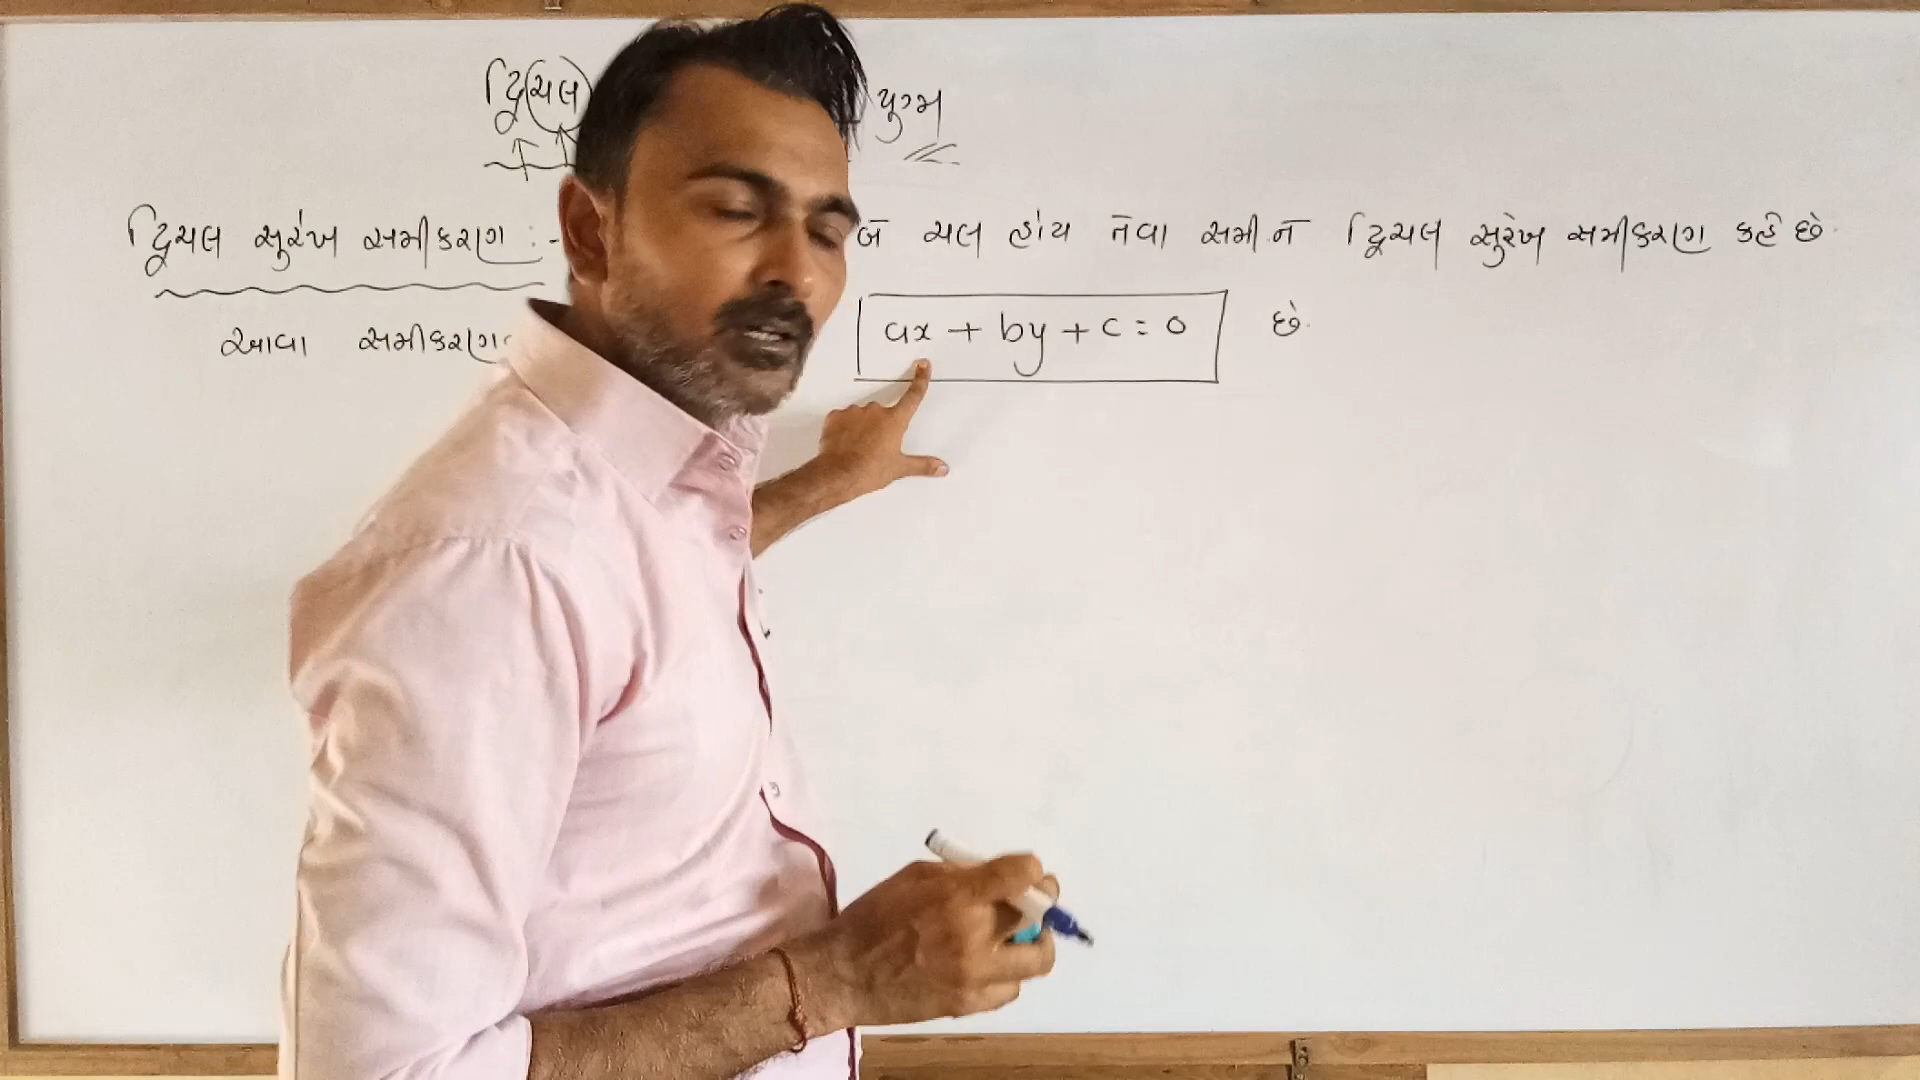 દ્વિચલ યુગ્મ
દ્વિચલ સુરેખ સમીકરણ :- બે ચલ હોય તેવા સમી.ને દ્વિચલ સુરેખ સમીકરણ કહે છે.
આવા સમીકરણ ax + by + c = 0 છે.